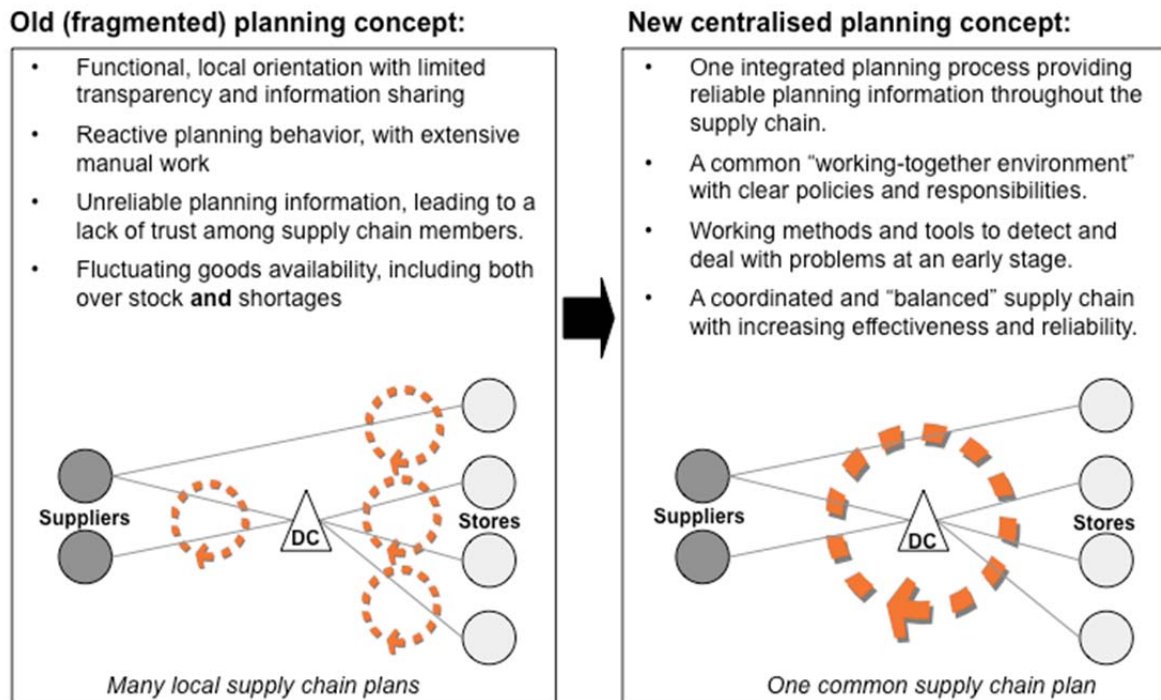 Old (fragmented) planning concept:
• Functional, local orientation with limited
transparency and information sharing
• Reactive planning behavior, with extensive
manual work
• Unreliable planning information, leading to a
lack of trust among supply chain members.
• Fluctuating goods availability, including both
over stock and shortages
Suppliers
DC
Stores
Many local supply chain plans
New centralised planning concept:
• One integrated planning process providing
reliable planning information throughout the
supply chain.
• A common “working-together environment”
with clear policies and responsibilities.
• Working methods and tools to detect and
deal with problems at an early stage.
• A coordinated and “balanced” supply chain
with increasing effectiveness and reliability.
Suppliers
DC
Stores
One common supply chain plan